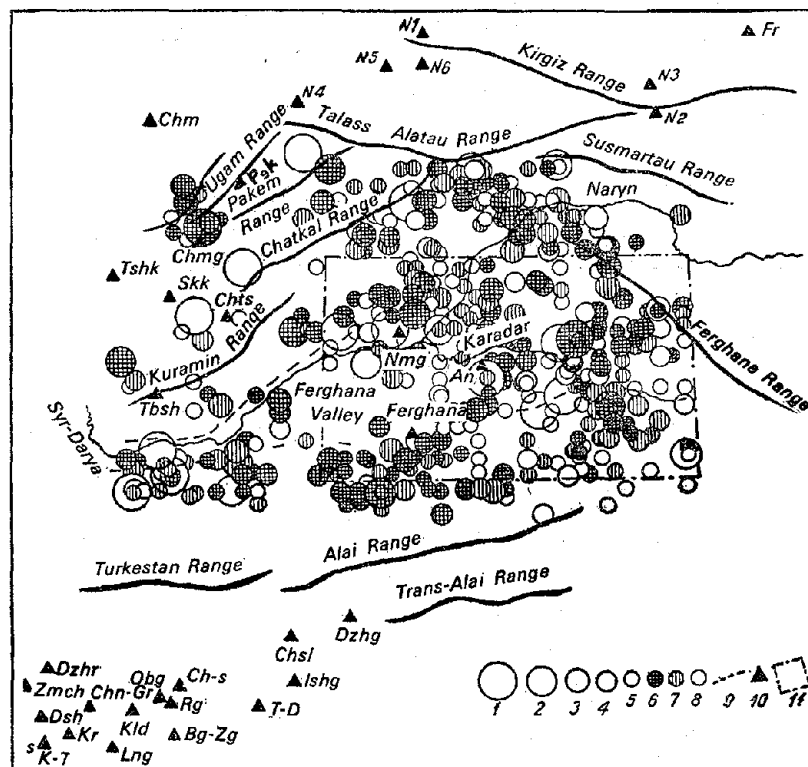 N1
Fr
N5
N6
Kirgiz Range
N3
N4
N2
Chm
Talass
Alatau Range
Ugam Range
Susmartau Range
Pakem
Range
Naryn
Chatkal Range
Chmg
Tshk
Skk
Chts
Karadar
Kuramin Range
Nmg
An
Ferghana Range
Tbsh
Ferghana
Valley
Ferghana
Syr-Darya
Alai Range
Turkestan Range
Trans-Alai Range
Dzhg
Chsl
Dzhr
Obg
Ch-s
Ishg
Zmch
Chn-Gr
Rg
T-D
Dsh
Kld
Kr
Bg-Zg
s
K-T
Lng
1 2 3 4 5 6 7 8 9 10 11